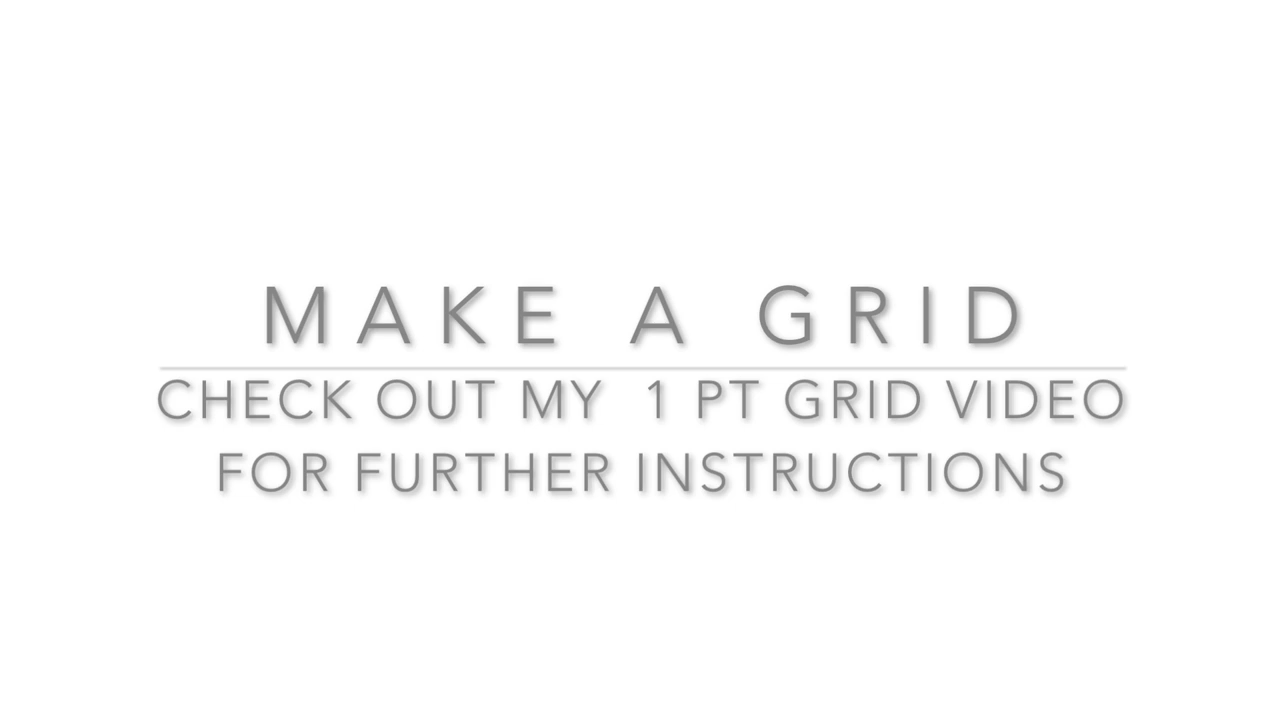 MAKE A GRID
CHECK OUT MY 1 PT GRID VIDEO
FOR FURTHER INSTRUCTIONS